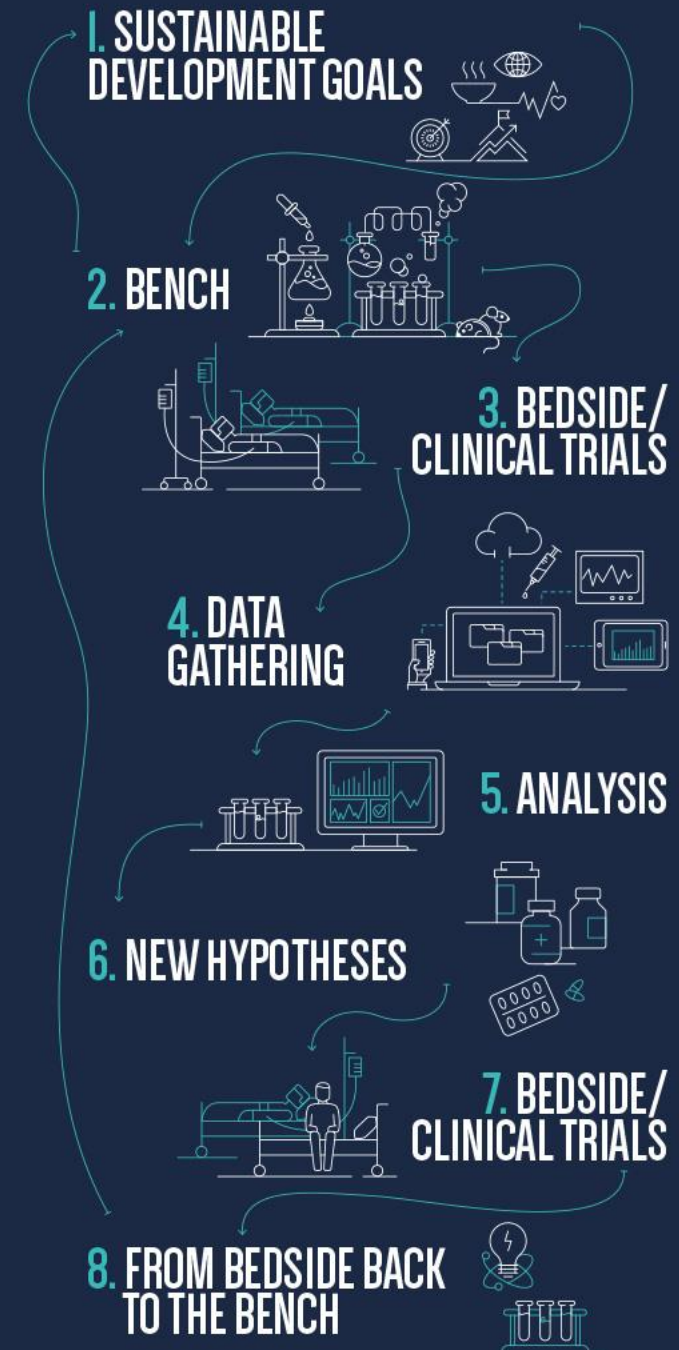 1. SUSTAINABLE
DEVELOPMENT GOALS
2. BENCH
3. BEDSIDE/
CLINICAL TRIALS
4. DATA
GATHERING
5. ANALYSIS
6. NEW HYPOTHESES
7. BEDSIDE/
CLINICAL TRIALS
8. FROM BEDSIDE BACK
TO THE BENCH